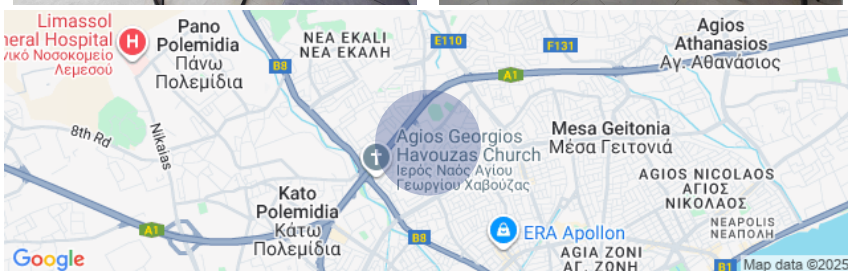 Limassol
neral Hospital
νικό Νοσοκομείο
Λεμεσού
H
Pano
Polemidia
Πάνω
Πολεμίδια
NEA EKALI
ΝΕΑ ΕΚΑΛΗ
B8
E110
F131
A1
Agios
Athanasios
Αγ. Αθανάσιος
8th Rd
Nikaias
Agios Georgios
Havouzas Church
Ιερός Ναός Αγίου
Γεωργίου Χαβούζας
Mesa Geitonia
Μέσα Γειτονιά
AGIOS NICOLAOS
ΑΓΙΟΣ
ΝΙΚΟΛΑΟΣ
Kato
Polemidia
Κάτω
Πολεμίδια
NEAPOLIS
ΝΕΑΠΟΛΗ
A1
B8
ERA Apollon
AGIA ZONI
ΑΓ. ΖΩΝΗ
B1
Google
Map data ©2025